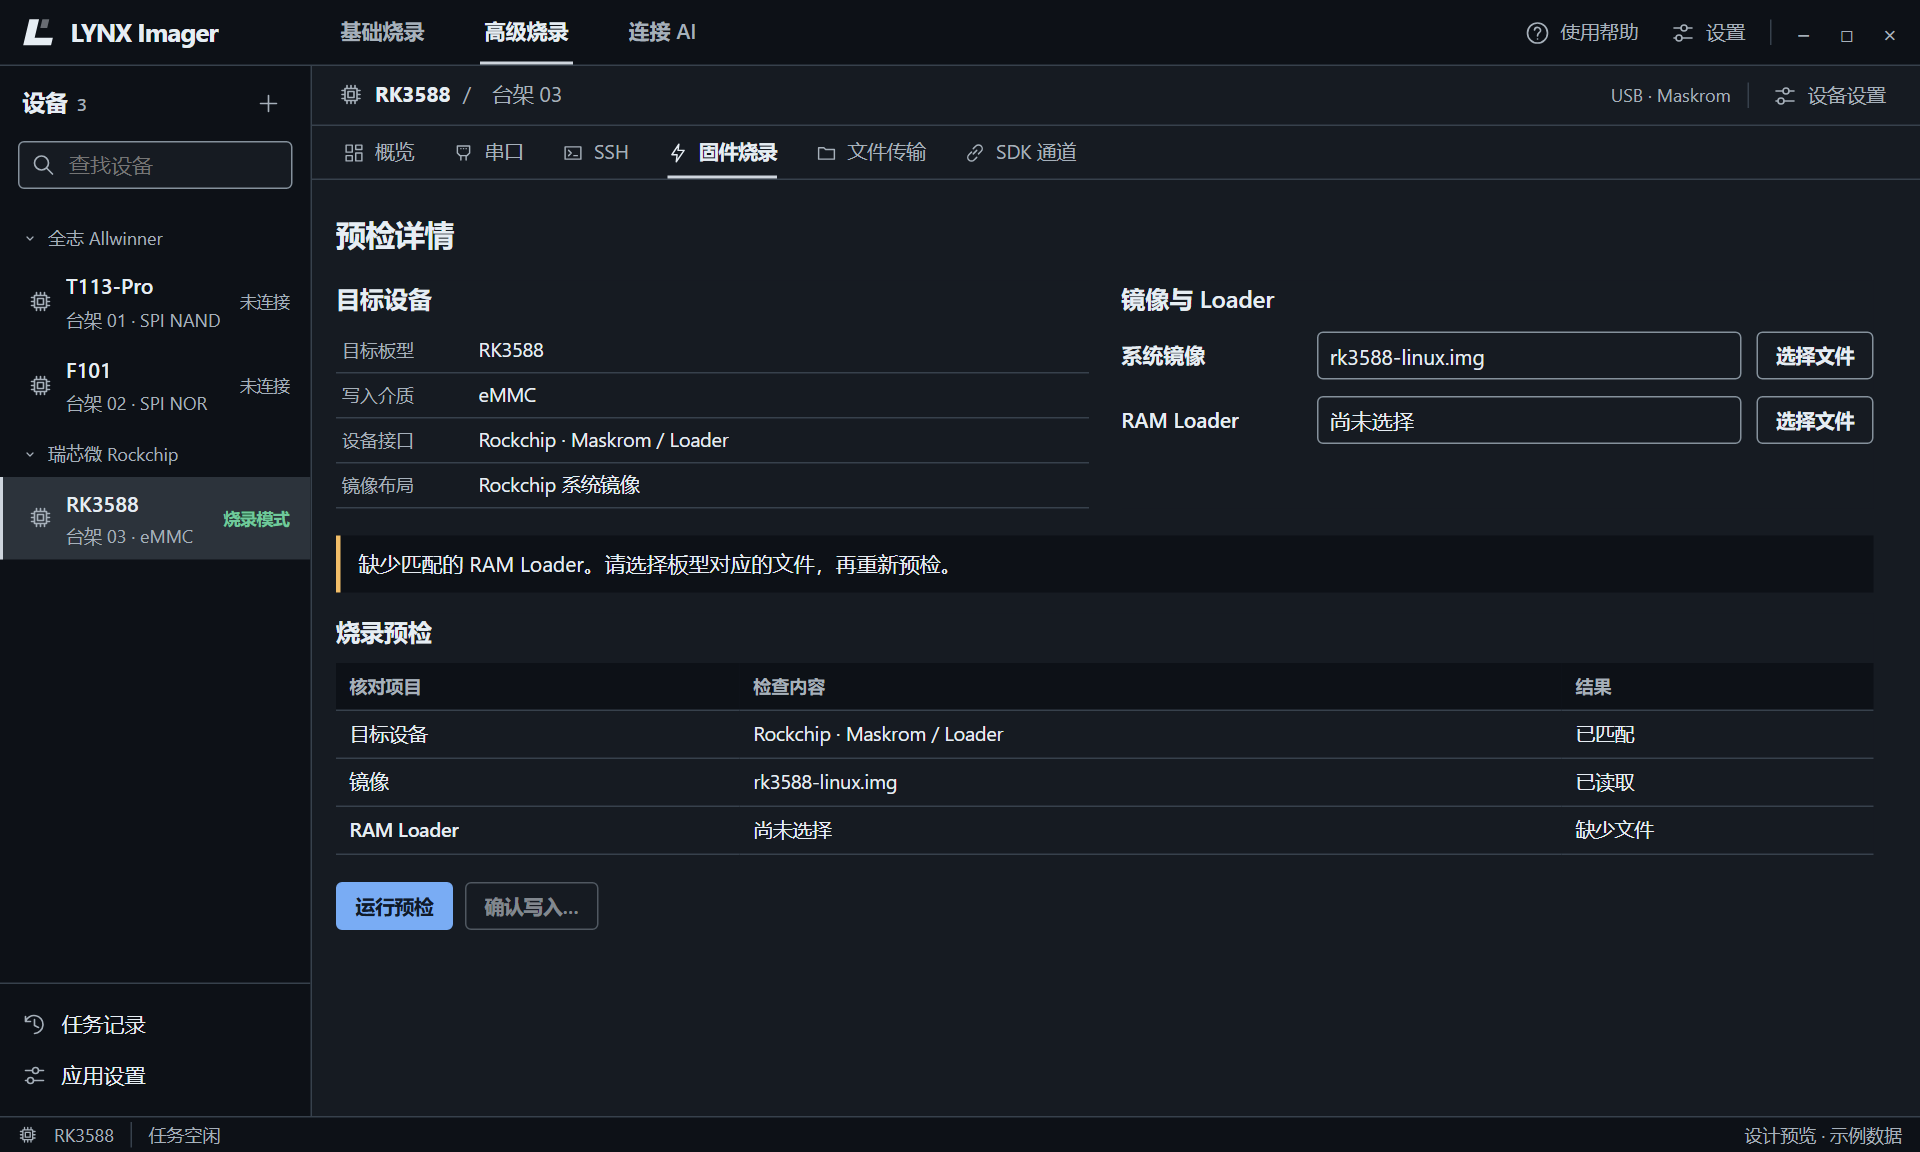 LYNX Imager
基础烧录
高级烧录
连接 AI
使用帮助
设置
设备 3
查找设备
全志 Allwinner
T113-Pro
台架 01 · SPI NAND
未连接
F101
台架 02 · SPI NOR
未连接
瑞芯微 Rockchip
RK3588
台架 03 · eMMC
烧录模式
任务记录
应用设置
RK3588 / 台架 03
USB · Maskrom
设备设置
概览
串口
SSH
固件烧录
文件传输
SDK 通道
预检详情
目标设备
目标板型 RK3588
写入介质 eMMC
设备接口 Rockchip · Maskrom / Loader
镜像布局 Rockchip 系统镜像
镜像与 Loader
系统镜像 rk3588-linux.img 选择文件
RAM Loader 尚未选择 选择文件
缺少匹配的 RAM Loader。请选择板型对应的文件，再重新预检。
烧录预检
核对项目 检查内容 结果
目标设备 Rockchip · Maskrom / Loader 已匹配
镜像 rk3588-linux.img 已读取
RAM Loader 尚未选择 缺少文件
运行预检
确认写入...
RK3588
任务空闲
设计预览 · 示例数据